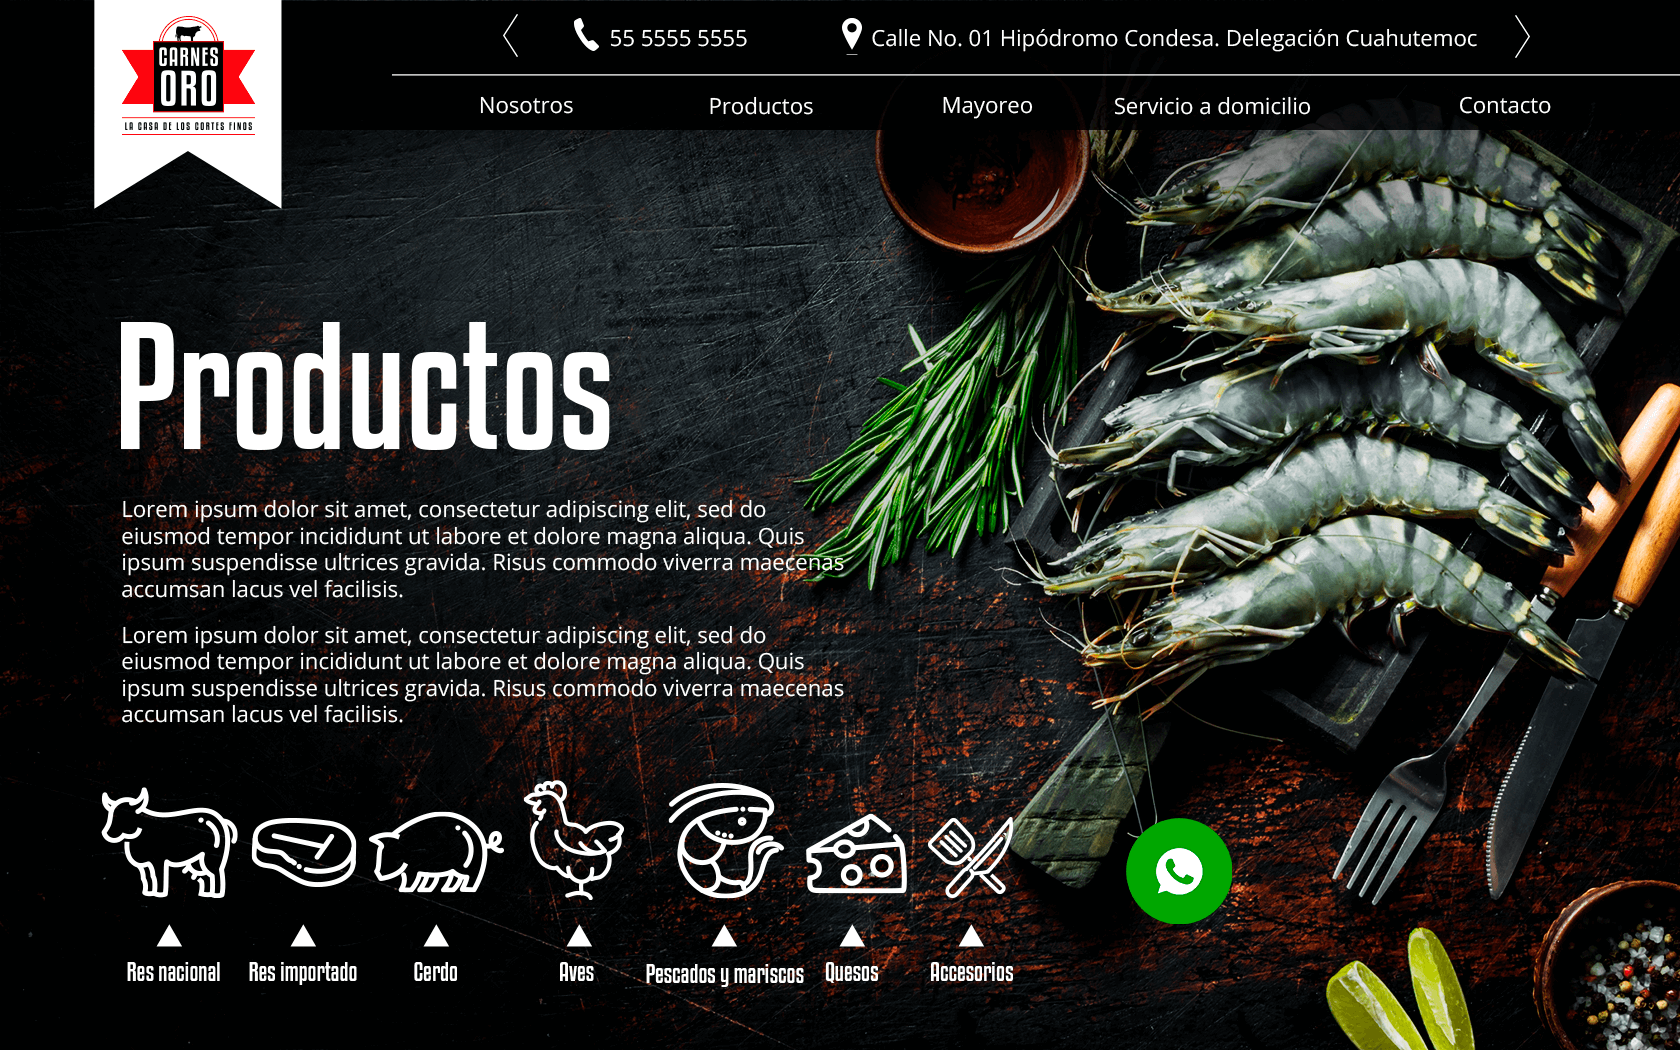 CARNES
ORO
LA CASA DE LOS CORTES FINOS
55 5555 5555
Calle No. 01 Hipódromo Condesa. Delegación Cuahutemoc
Nosotros
Productos
Mayoreo
Servicio a domicilio
Contacto
Productos
Lorem ipsum dolor sit amet, consectetur adipiscing elit, sed do
eiusmod tempor incididunt ut labore et dolore magna aliqua. Quis
ipsum suspendisse ultrices gravida. Risus commodo viverra maecenas
accumsan lacus vel facilisis.
Lorem ipsum dolor sit amet, consectetur adipiscing elit, sed do
eiusmod tempor incididunt ut labore et dolore magna aliqua. Quis
ipsum suspendisse ultrices gravida. Risus commodo viverra maecenas
accumsan lacus vel facilisis.
Res nacional
Res importado
Cerdo
Aves
Pescados y mariscos
Quesos
Accesorios